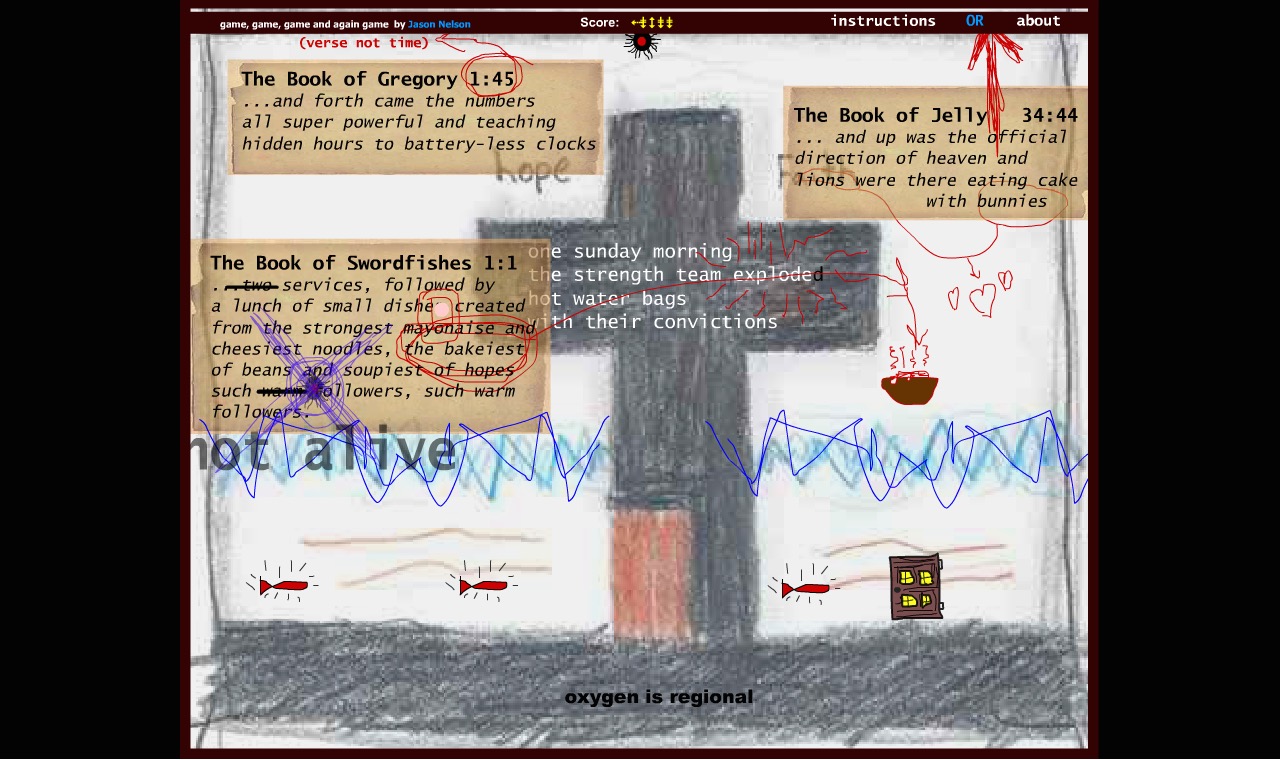 game, game, game and again game by Jason Nelson
Score:
instructions OR about
(verse not time)
The Book of Gregory 1:45
...and forth came the numbers
all super powerful and teaching
hidden hours to battery-less clocks
hope
The Book of Jelly 34:44
... and up was the official
direction of heaven and
lions were there eating cake
with bunnies
one sunday morning
the strength team exploded
hot water bags
with their convictions
The Book of Swordfishes 1:1
...two services, followed by
a lunch of small dishes created
from the strongest mayonaise and
cheesiest noodles, the bakeiest
of beans and soupiest of hopes
such warm followers, such warm
followers.
not alive
oxygen is regional